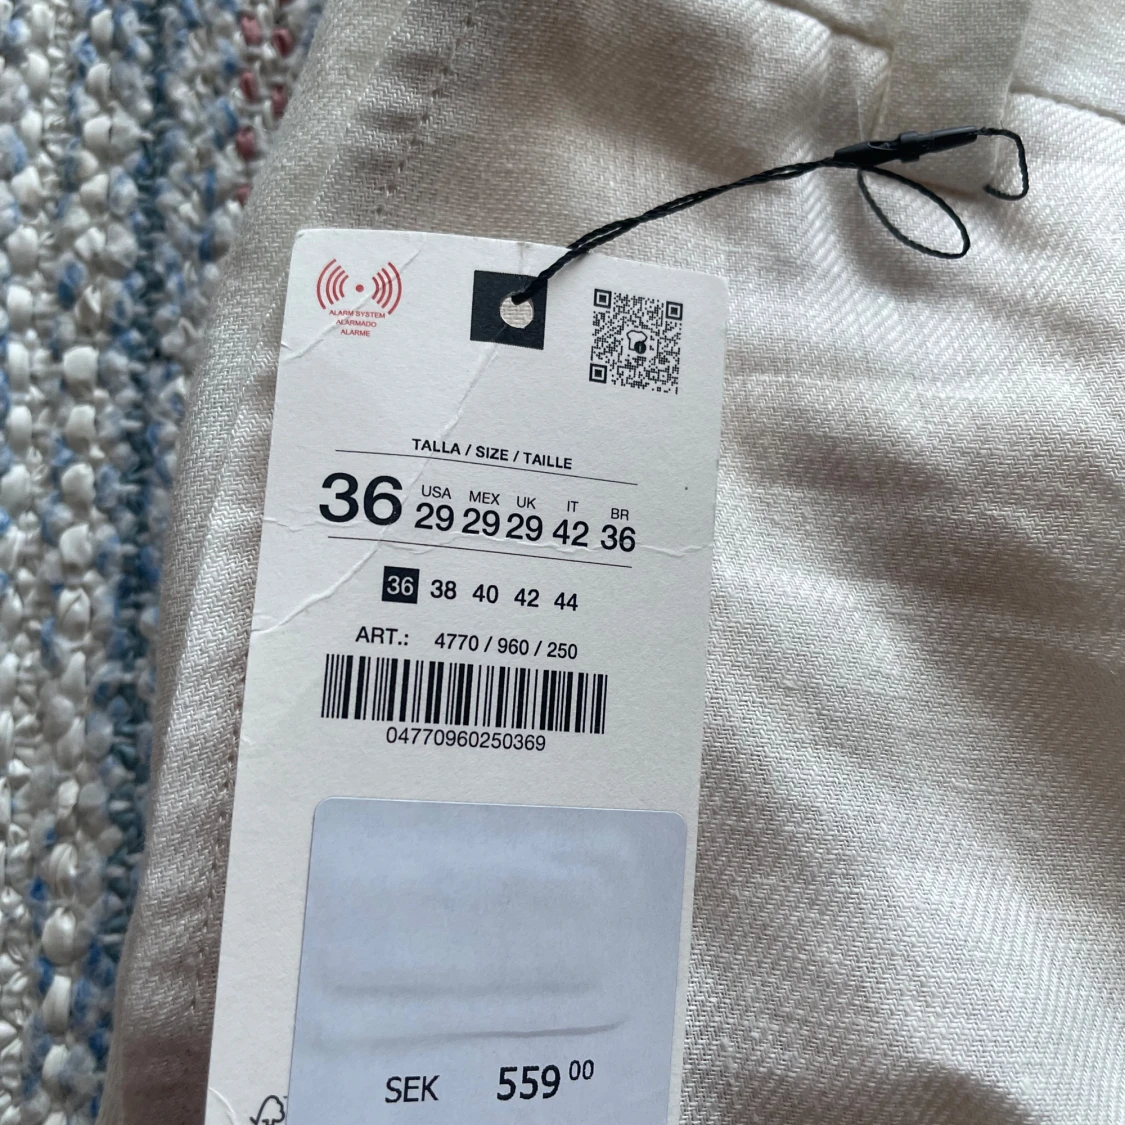 ALARM SYSTEM
ALARMADO
ALARME
TALLA / SIZE / TAILLE
36 USA 29 MEX 29 UK 29 IT 42 BR 36
36 38 40 42 44
ART.: 4770 / 960 / 250
04770960250369
SEK 559 00